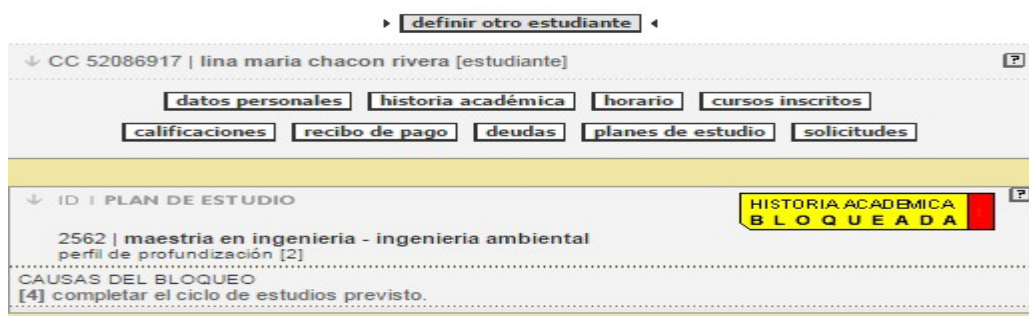 definir otro estudiante
CC 52086917 | lina maria chacon rivera [estudiante]
datos personales historia académica horario cursos inscritos
calificaciones recibo de pago deudas planes de estudio solicitudes
ID | PLAN DE ESTUDIO
HISTORIA ACADEMICA
BLOQUEADA
2562 | maestria en ingenieria - ingenieria ambiental
perfil de profundización [2]
CAUSAS DEL BLOQUEO
[4] completar el ciclo de estudios previsto.